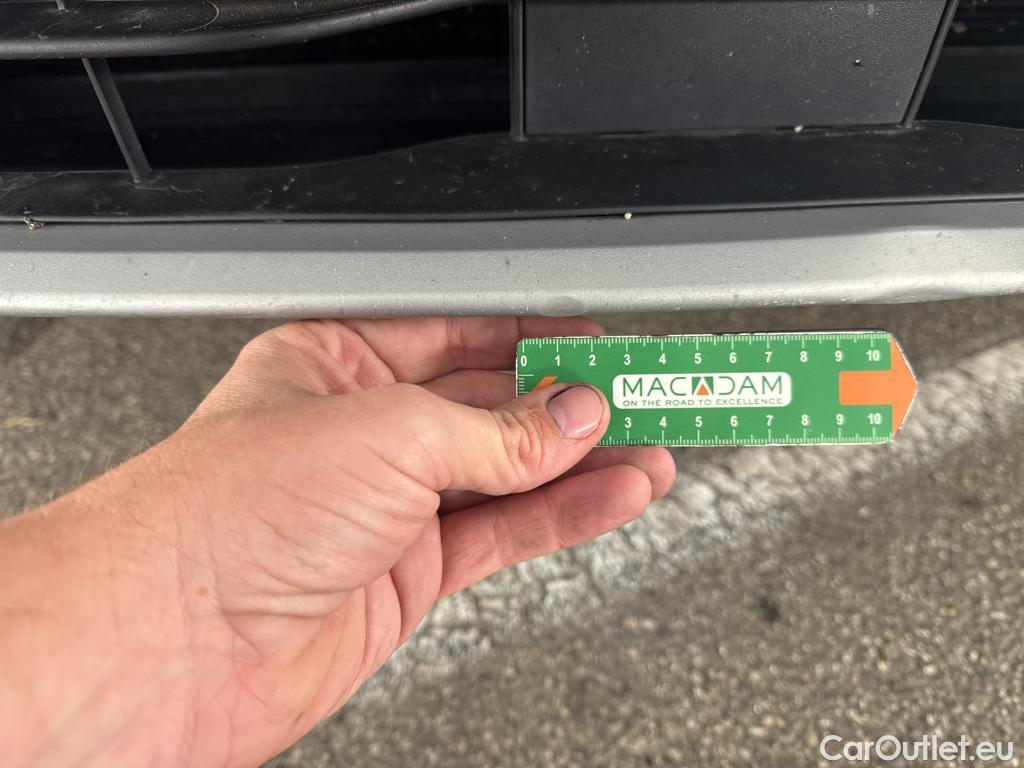 0 1 2 3 4 5 6 7 8 9 10
MACADAM
ON THE ROAD TO EXCELLENCE
3 4 5 6 7 8 9 10
CarOutlet.eu